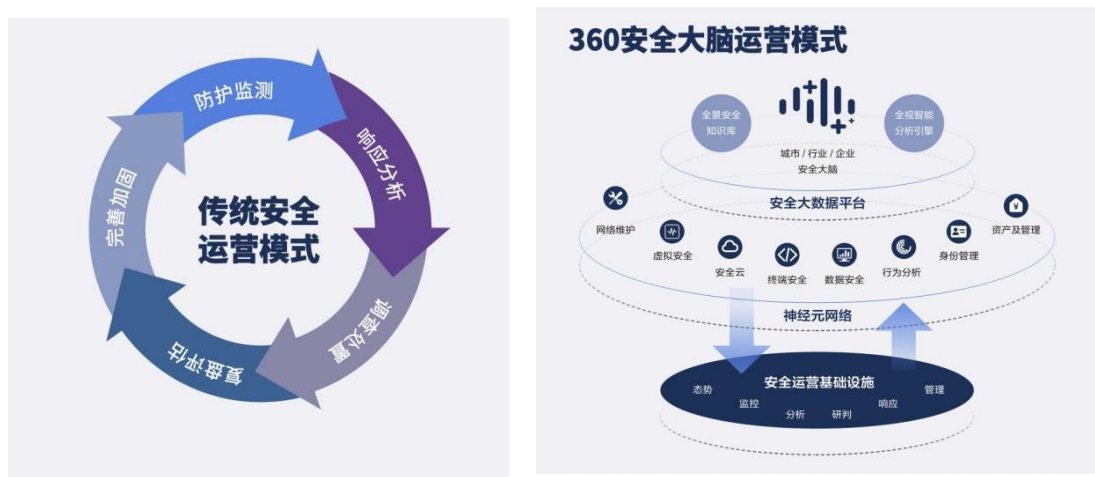 传统安全
运营模式
防护监测
响应分析
调查处置
复盘评估
完善加固
360安全大脑运营模式
全景安全
知识库
全视智能
分析引擎
城市 / 行业 / 企业
安全大脑
安全大数据平台
网络维护
虚拟安全
安全云
终端安全
数据安全
行为分析
身份管理
资产及管理
神经元网络
安全运营基础设施
态势
监控
分析
研判
响应
管理